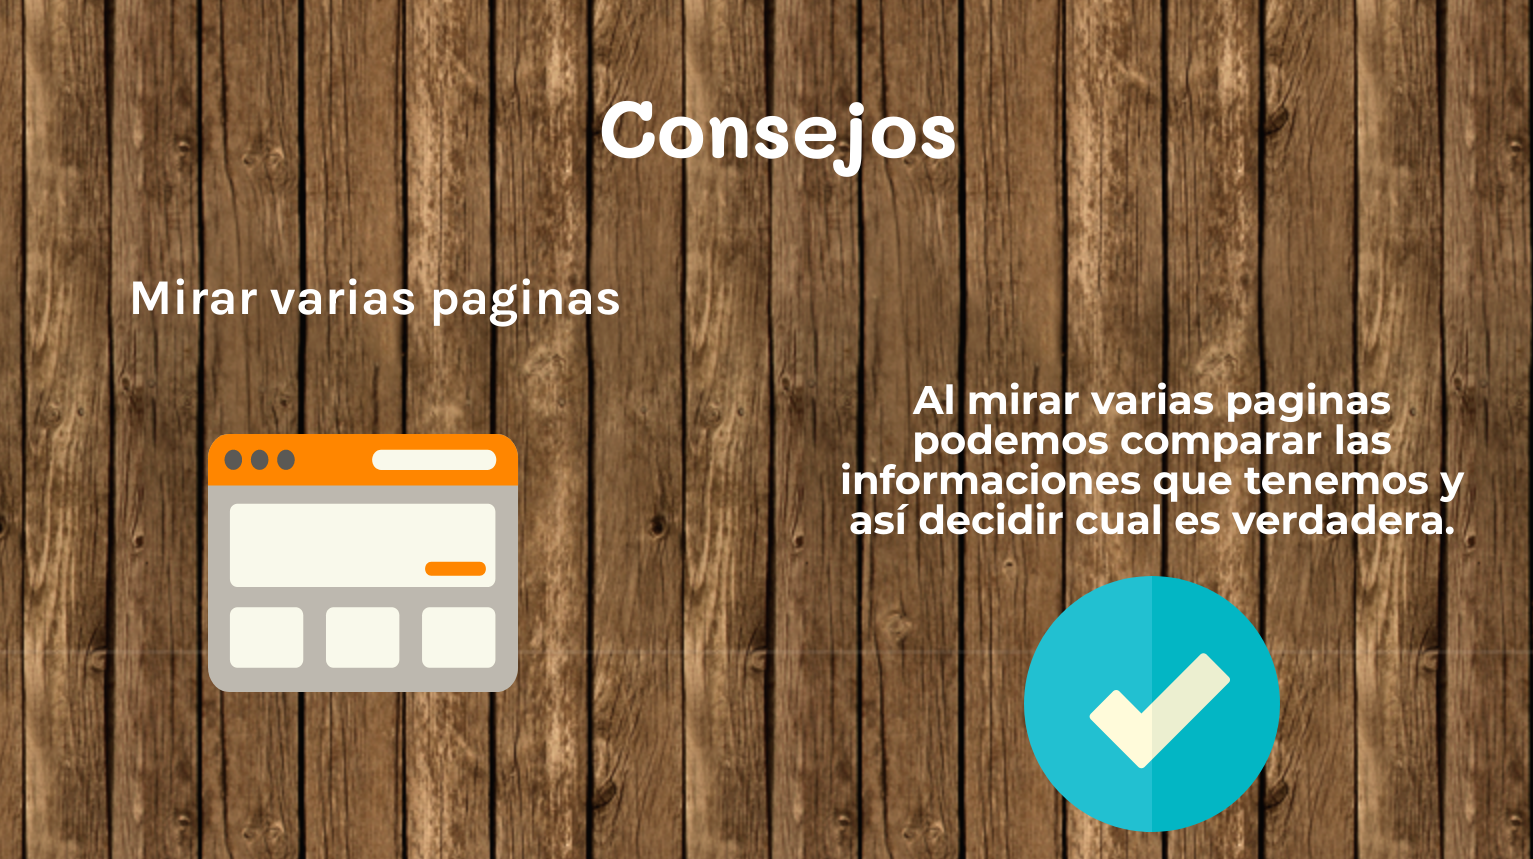 Consejos
Mirar varias paginas
Al mirar varias paginas
podemos comparar las
informaciones que tenemos y
así decidir cual es verdadera.